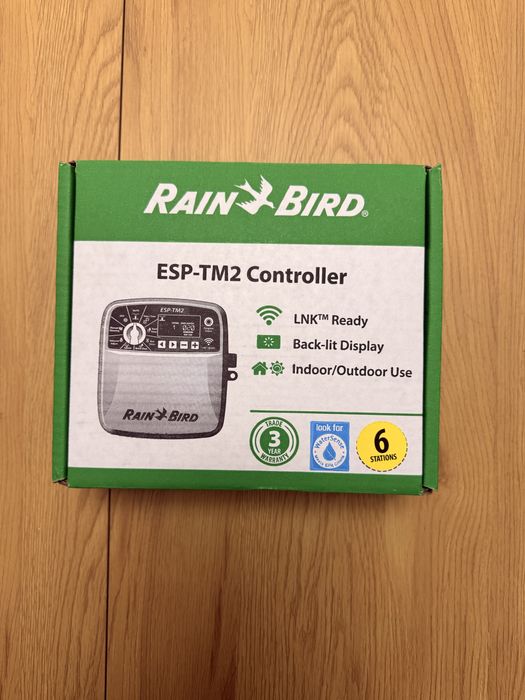 RAIN BIRD®
ESP-TM2 Controller
ESP-TM2
LNK™ Ready
Back-lit Display
Indoor/Outdoor Use
RAIN BIRD
TRADE
3
YEAR
WARRANTY
look for
WaterSense
6
STATIONS